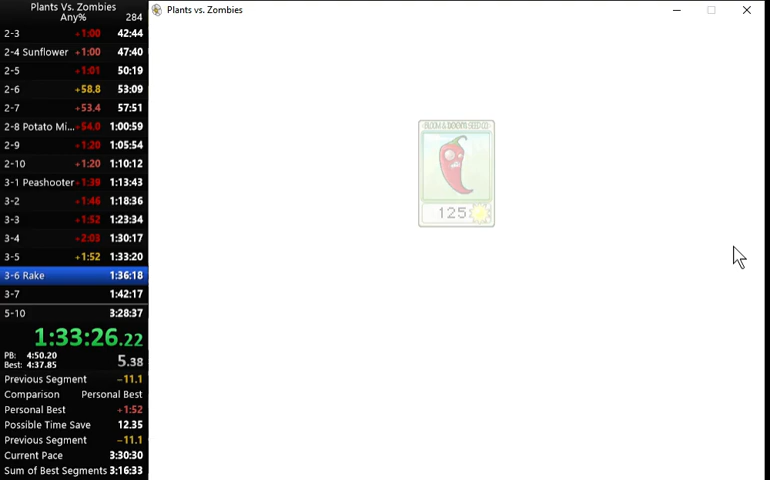 Plants Vs. Zombies
Any% 284
2-3 +1:00 42:44
2-4 Sunflower +1:00 47:40
2-5 +1:01 50:19
2-6 +58.8 53:09
2-7 +53.4 57:51
2-8 Potato Mi... +54.0 1:00:59
2-9 +1:20 1:05:54
2-10 +1:20 1:10:12
3-1 Peashooter +1:39 1:13:43
3-2 +1:46 1:18:36
3-3 +1:52 1:23:34
3-4 +2:03 1:30:17
3-5 +1:52 1:33:20
3-6 Rake 1:36:18
3-7 1:42:17
5-10 3:28:37
1:33:26.22
PB: 4:50.20
Best: 4:37.85
5.38
Previous Segment −11.1
Comparison Personal Best
Personal Best +1:52
Possible Time Save 12.35
Previous Segment −11.1
Current Pace 3:30:30
Sum of Best Segments 3:16:33
Plants vs. Zombies
BLOOM & DOOM SEED CO.
125